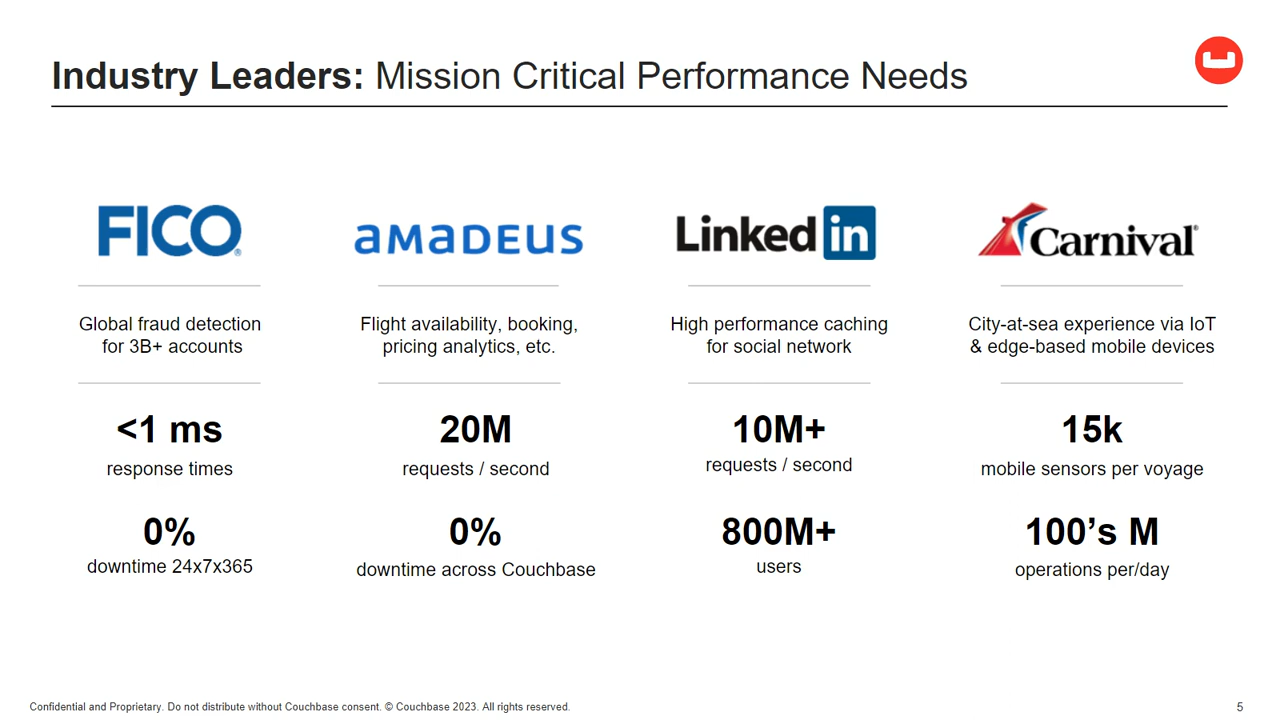 Industry Leaders: Mission Critical Performance Needs
FICO®
amadeus
Linked in
Carnival®
Global fraud detection
for 3B+ accounts
Flight availability, booking,
pricing analytics, etc.
High performance caching
for social network
City-at-sea experience via IoT
& edge-based mobile devices
<1 ms
response times
20M
requests / second
10M+
requests / second
15k
mobile sensors per voyage
0%
downtime 24x7x365
0%
downtime across Couchbase
800M+
users
100’s M
operations per/day
Confidential and Proprietary. Do not distribute without Couchbase consent. © Couchbase 2023. All rights reserved.
5